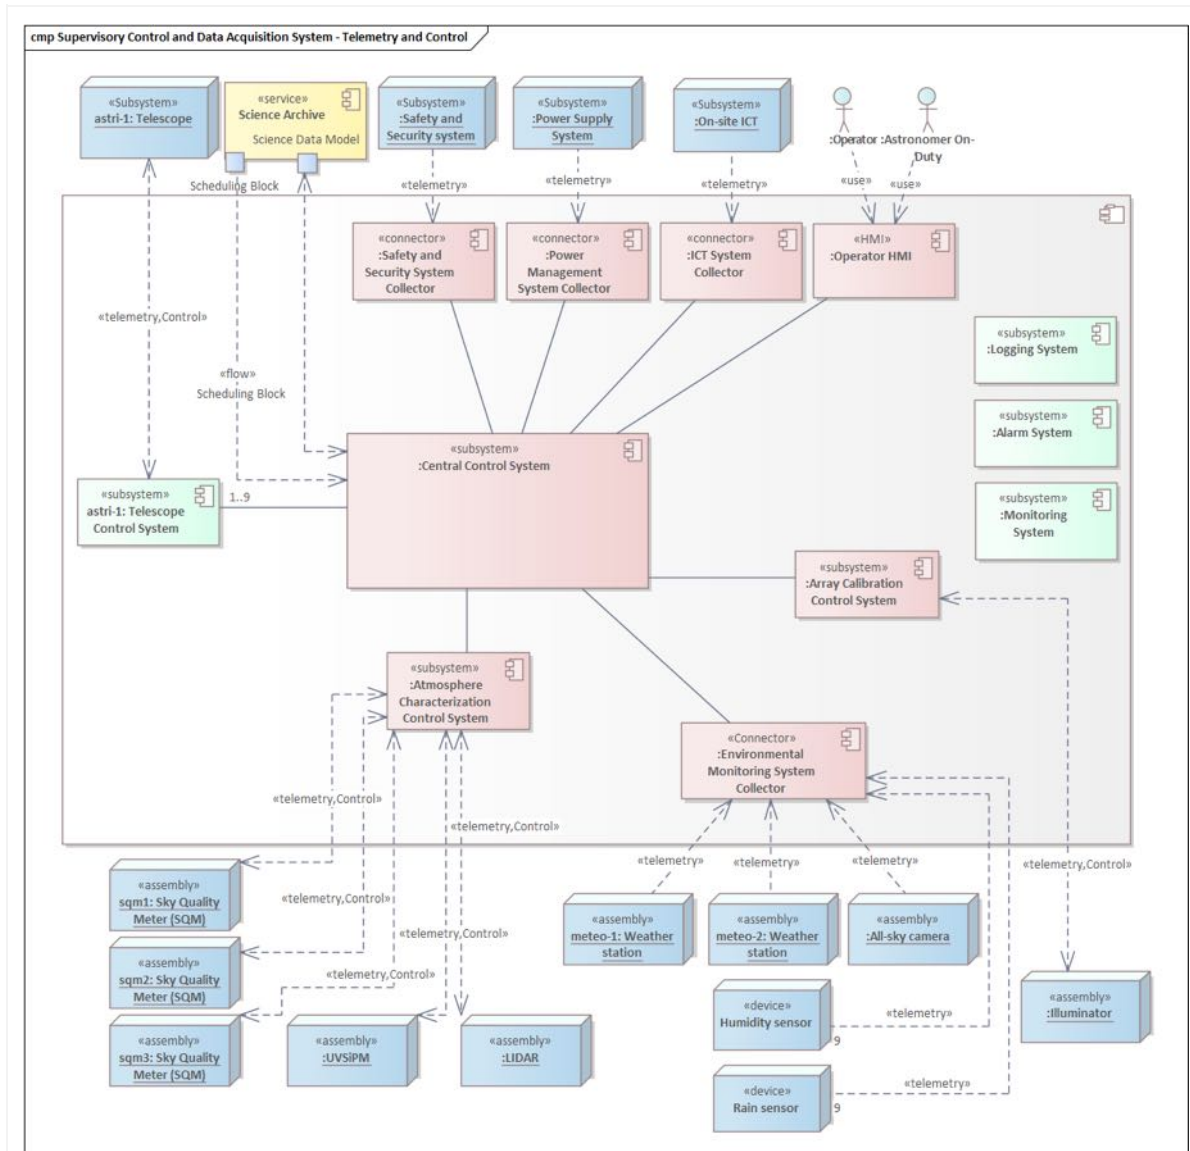 cmp Supervisory Control and Data Acquisition System - Telemetry and Control
«Subsystem»
astri-1: Telescope
«service»
Science Archive
Science Data Model
Scheduling Block
«Subsystem»
:Safety and
Security system
«Subsystem»
:Power Supply
System
«Subsystem»
:On-site ICT
:Operator
:Astronomer On-
Duty
«telemetry»
«telemetry»
«telemetry»
«use»
«use»
«connector»
:Safety and
Security System
Collector
«connector»
:Power
Management
System Collector
«connector»
:ICT System
Collector
«HMI»
:Operator HMI
«telemetry,Control»
«flow»
Scheduling Block
«subsystem»
:Logging System
«subsystem»
:Alarm System
«subsystem»
:Monitoring
System
«subsystem»
:Central Control System
«subsystem»
astri-1: Telescope
Control System
1..9
«subsystem»
:Array Calibration
Control System
«subsystem»
:Atmosphere
Characterization
Control System
«Connector»
:Environmental
Monitoring System
Collector
«telemetry,Control»
«telemetry,Control»
«telemetry»
«telemetry»
«telemetry»
«telemetry,Control»
«assembly»
sqm1: Sky Quality
Meter (SQM)
«telemetry,Control»
«telemetry,Control»
«assembly»
sqm2: Sky Quality
Meter (SQM)
«telemetry,Control»
«assembly»
sqm3: Sky Quality
Meter (SQM)
«assembly»
:UVSiPM
«assembly»
:LIDAR
«assembly»
meteo-1: Weather
station
«assembly»
meteo-2: Weather
station
«assembly»
:All-sky camera
«device»
Humidity sensor
9
«telemetry»
«assembly»
:Illuminator
«device»
Rain sensor
9
«telemetry»